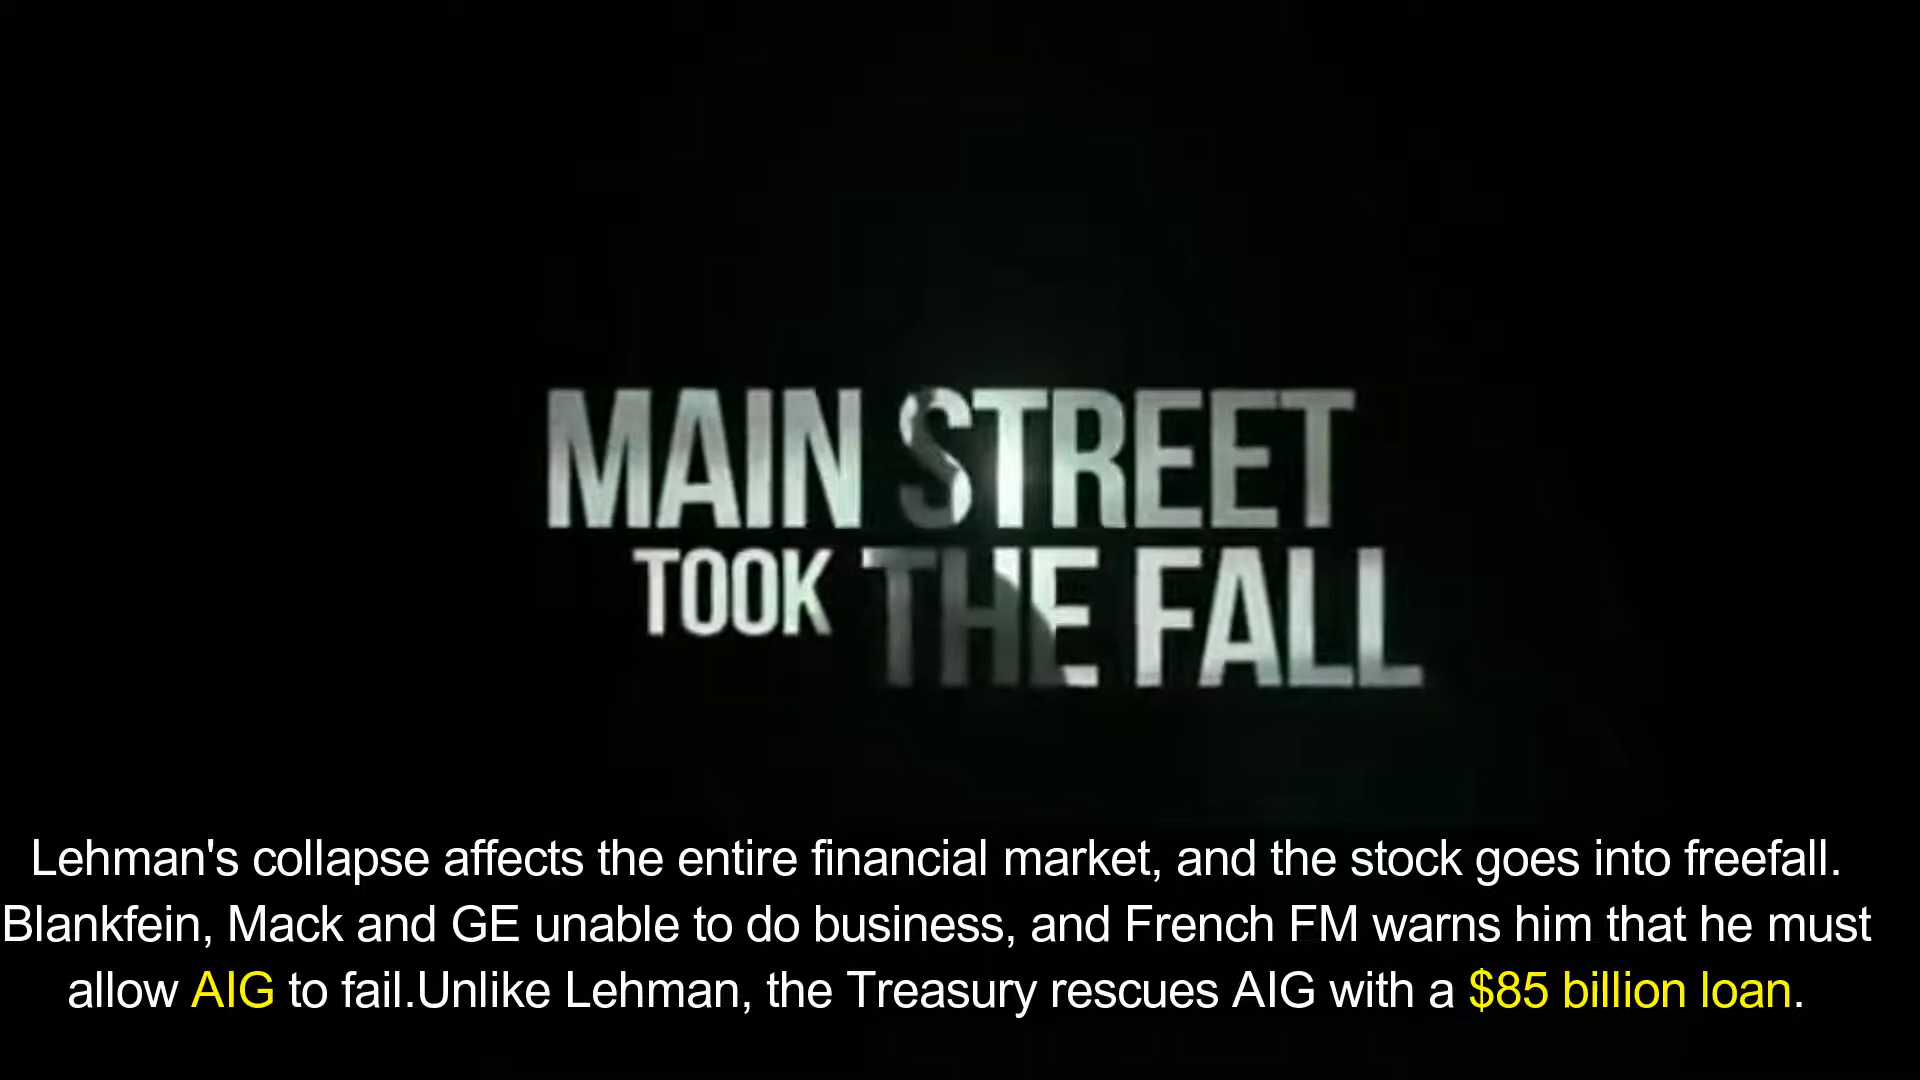 MAIN STREET
TOOK THE FALL
Lehman's collapse affects the entire financial market, and the stock goes into freefall.
Blankfein, Mack and GE unable to do business, and French FM warns him that he must
allow AIG to fail.Unlike Lehman, the Treasury rescues AIG with a $85 billion loan.